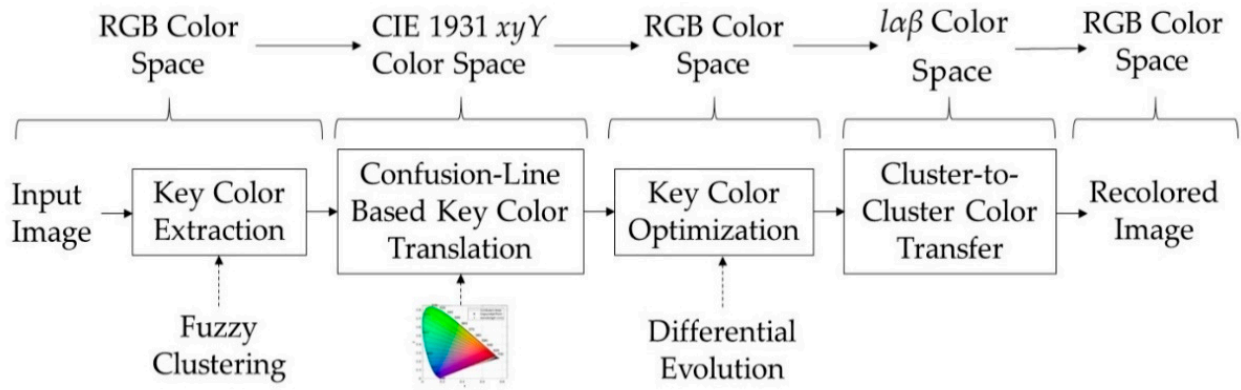 RGB Color
Space
CIE 1931 xyY
Color Space
RGB Color
Space
lαβ Color
Space
RGB Color
Space
Input
Image
Key Color
Extraction
Confusion-Line
Based Key Color
Translation
Key Color
Optimization
Cluster-to-
Cluster Color
Transfer
Recolored
Image
Fuzzy
Clustering
Differential
Evolution